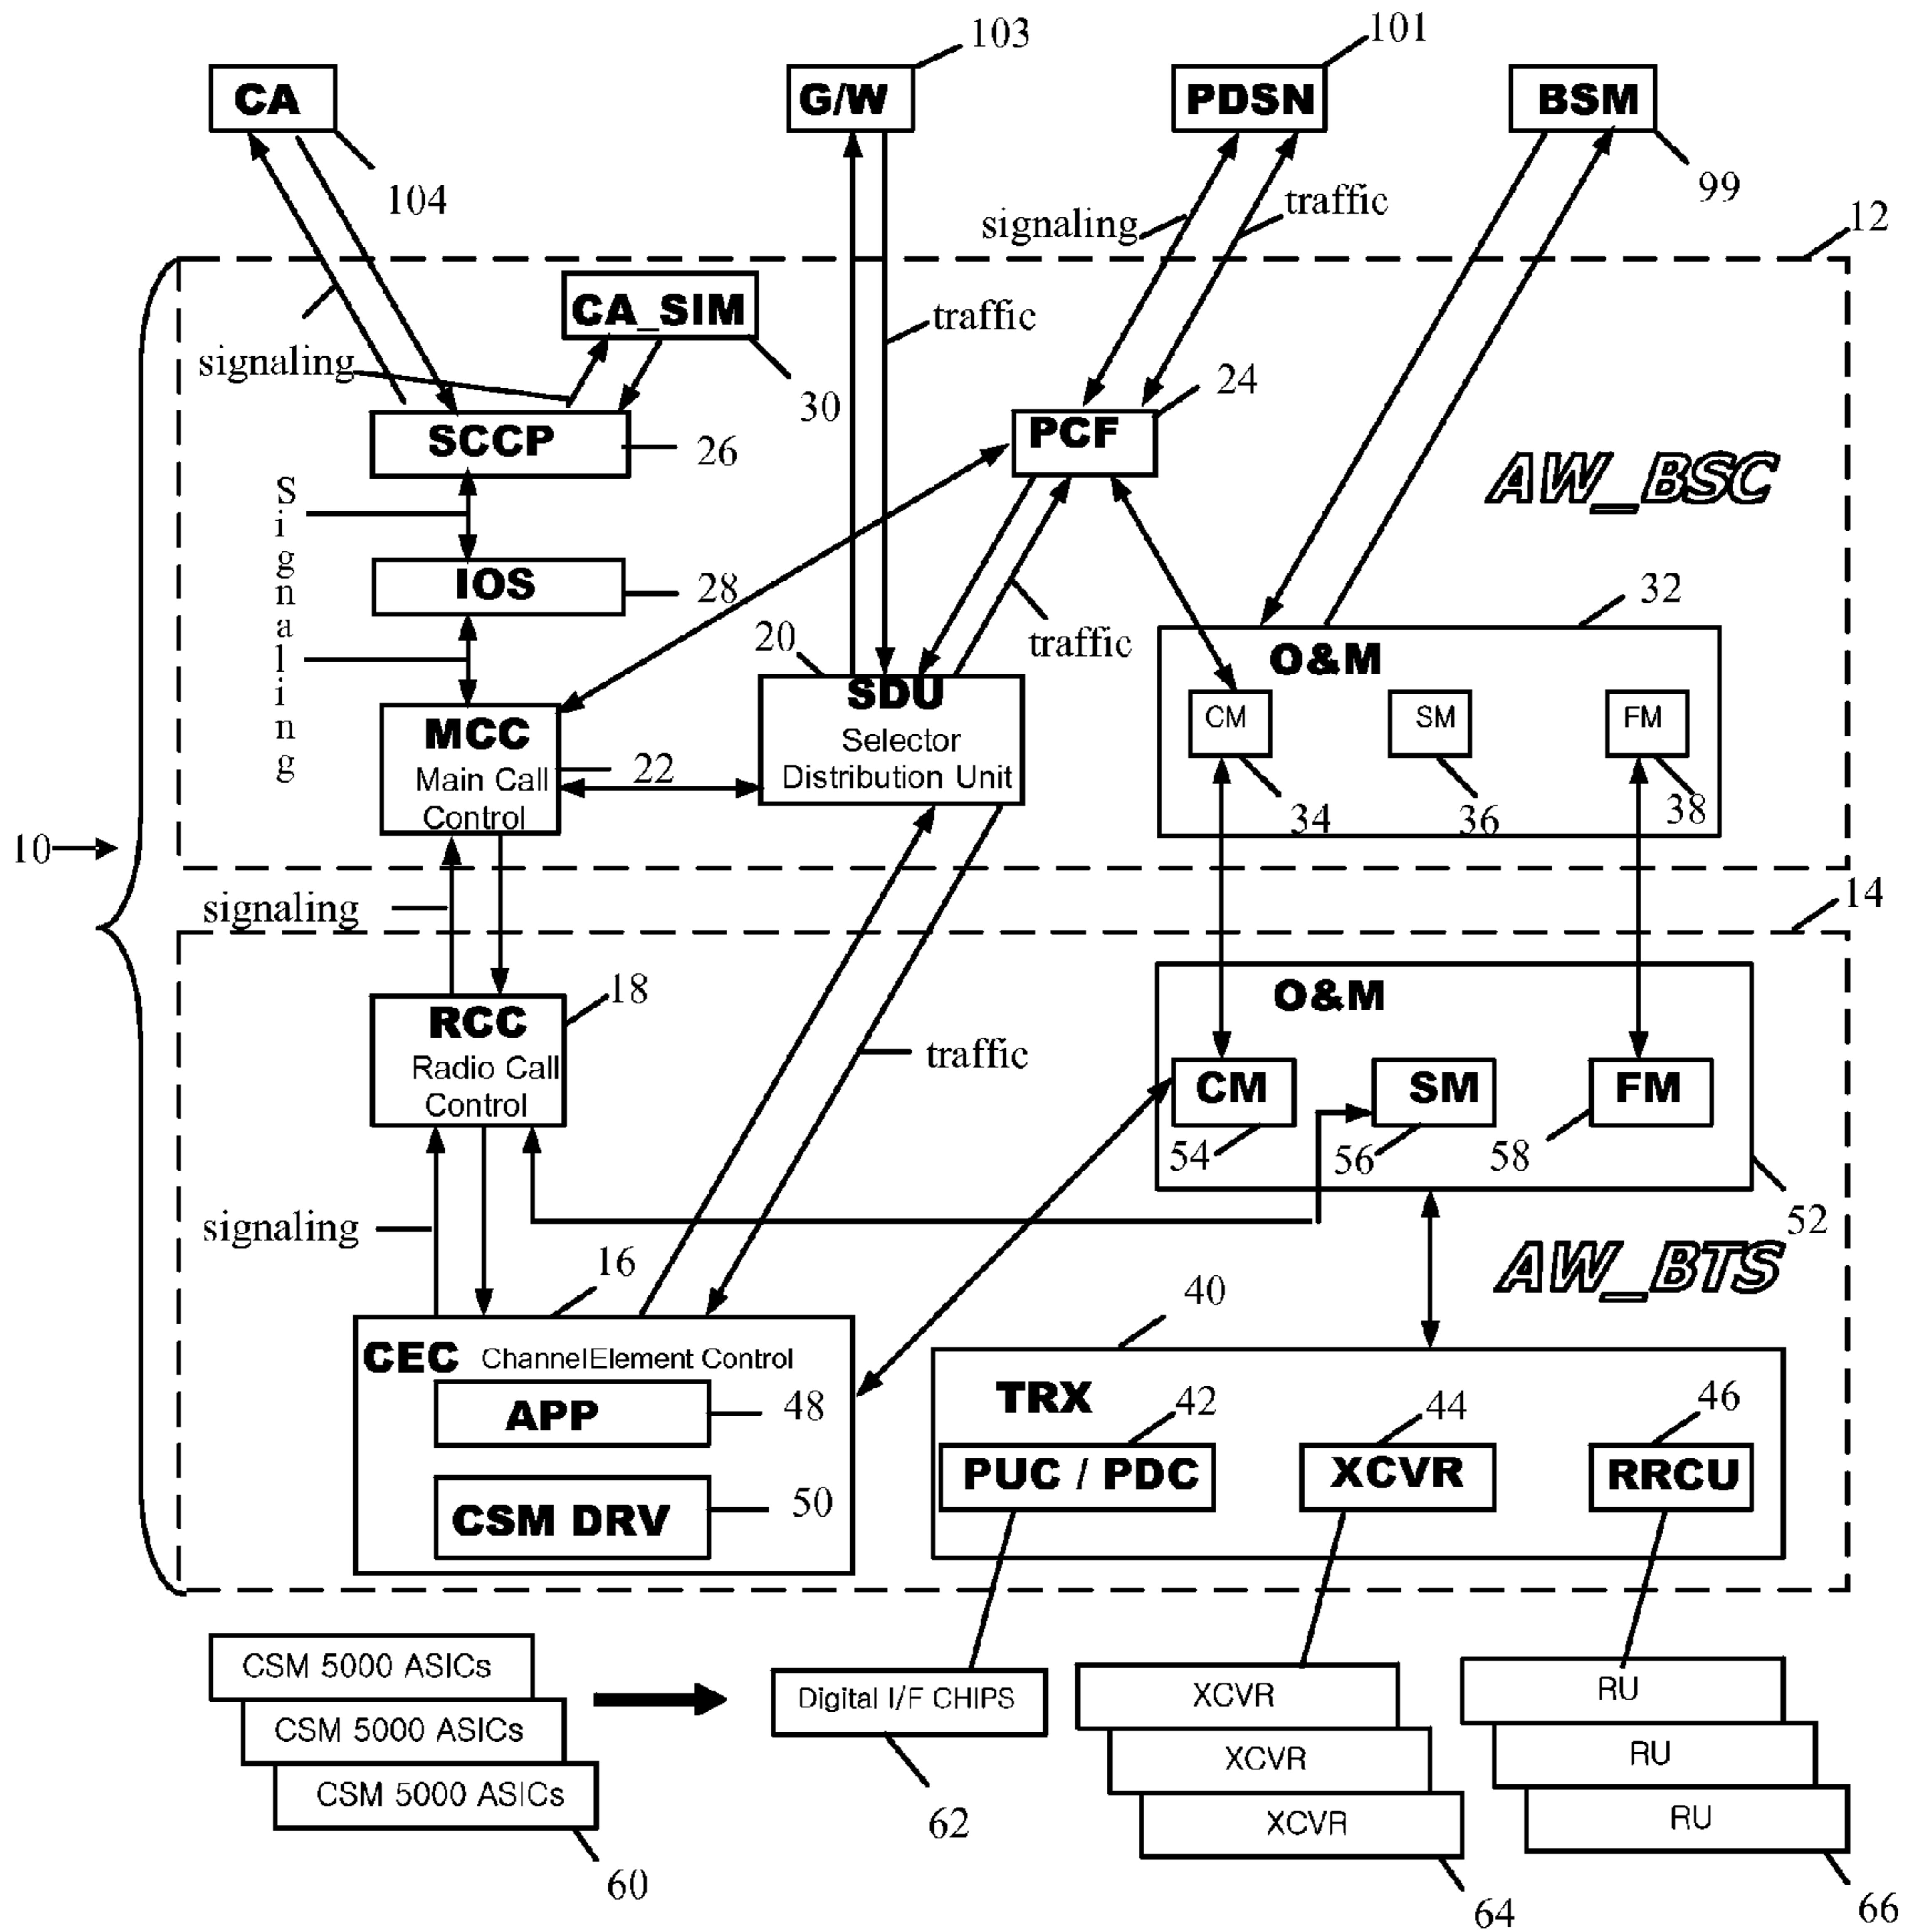 103
101
CA
G/W
PDSN
BSM
104
99
signaling
traffic
12
CA_SIM
traffic
signaling
30
24
SCCP
26
PCF
AW_BSC
Signaling
IOS
28
32
20
traffic
O&M
SDU
Selector
Distribution Unit
CM
SM
FM
MCC
Main Call
Control
22
34
36
38
10
signaling
14
18
O&M
RCC
Radio Call
Control
traffic
CM
SM
FM
54
56
58
signaling
52
16
AW_BTS
40
CEC ChannelElement Control
TRX
42
44
46
APP
48
PUC / PDC
XCVR
RRCU
CSM DRV
50
CSM 5000 ASICs
CSM 5000 ASICs
CSM 5000 ASICs
Digital I/F CHIPS
XCVR
XCVR
XCVR
RU
RU
RU
60
62
64
66